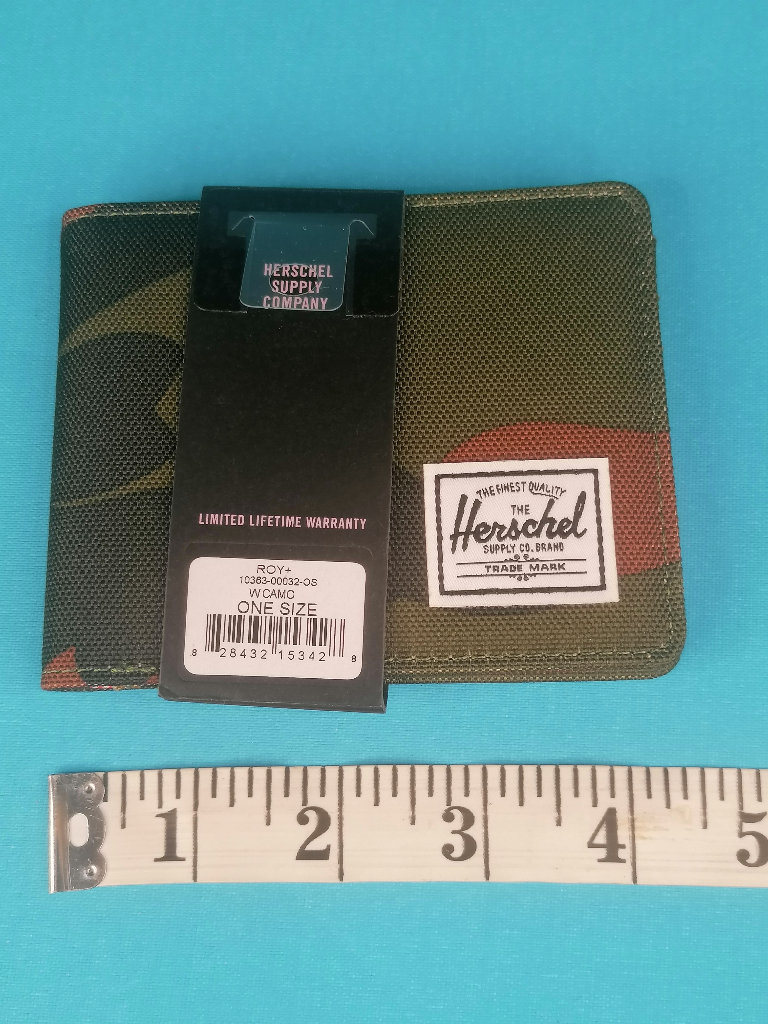 HERSCHEL
SUPPLY
COMPANY
LIMITED LIFETIME WARRANTY
ROY+
10363-00032-OS
W CAMO
ONE SIZE
8 28432 15342 8
THE FINEST QUALITY
THE
Herschel
SUPPLY CO. BRAND
TRADE MARK
1 2 3 4 5